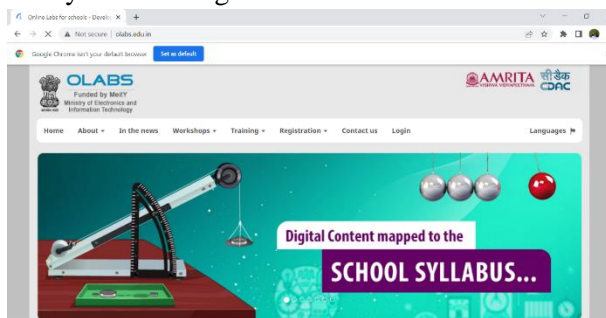 Online Labs for schools - Develo
Not secure | olabs.edu.in
Google Chrome isn't your default browser Set as default
OLABS
Funded by MeitY
Ministry of Electronics and
Information Technology
AMRITA
VISHWA VIDYAPEETHAM
सी डैक
CDAC
Home About In the news Workshops Training Registration Contact us Login Languages
Digital Content mapped to the
SCHOOL SYLLABUS...